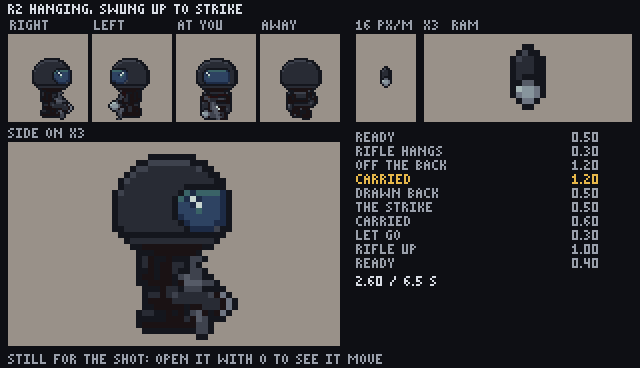 R2 HANGING. SWUNG UP TO STRIKE
RIGHT LEFT AT YOU AWAY 16 PX/M X3 RAM
SIDE ON X3
READY 0.50
RIFLE HANGS 0.30
OFF THE BACK 1.20
CARRIED 1.20
DRAWN BACK 0.50
THE STRIKE 0.50
CARRIED 0.60
LET GO 0.30
RIFLE UP 1.00
READY 0.40
2.60 / 6.5 S
STILL FOR THE SHOT: OPEN IT WITH O TO SEE IT MOVE